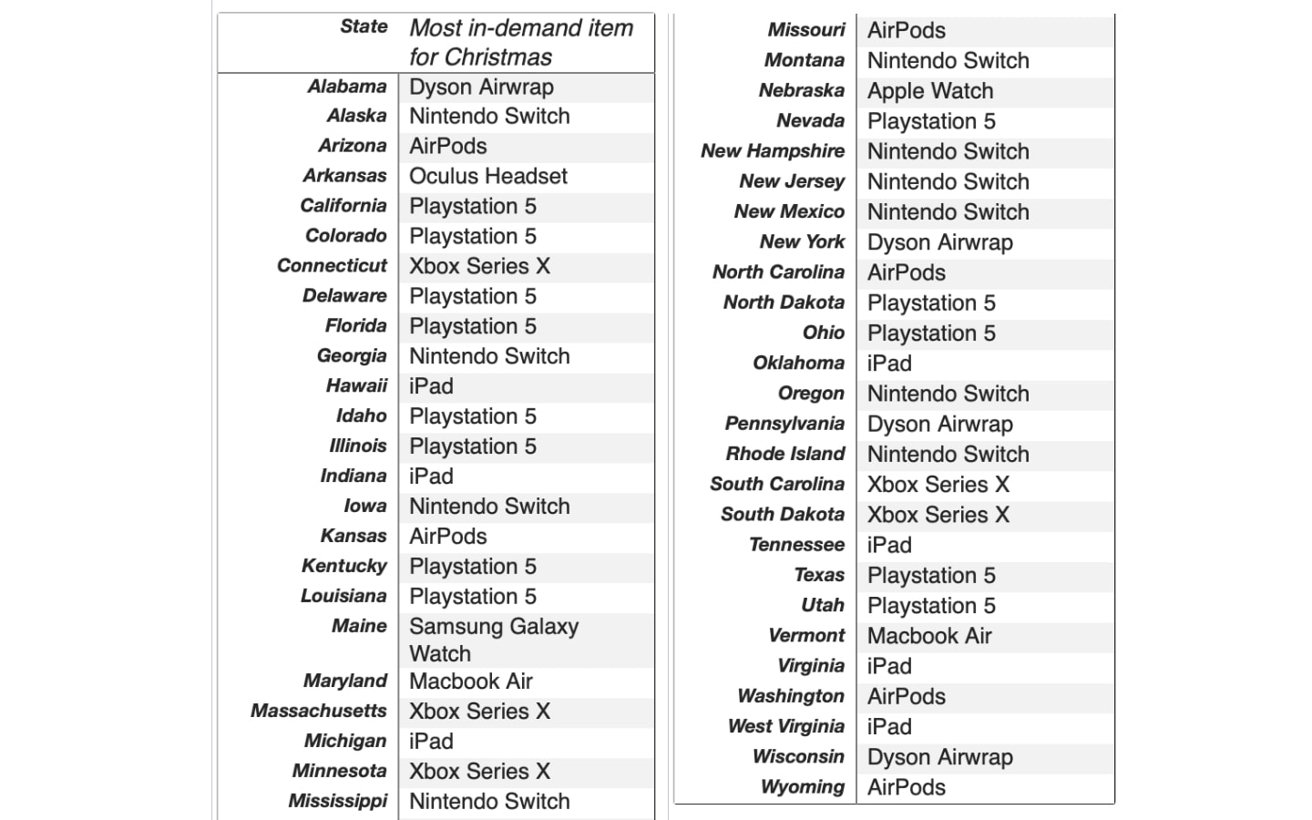 State Most in-demand item
for Christmas
Alabama Dyson Airwrap
Alaska Nintendo Switch
Arizona AirPods
Arkansas Oculus Headset
California Playstation 5
Colorado Playstation 5
Connecticut Xbox Series X
Delaware Playstation 5
Florida Playstation 5
Georgia Nintendo Switch
Hawaii iPad
Idaho Playstation 5
Illinois Playstation 5
Indiana iPad
Iowa Nintendo Switch
Kansas AirPods
Kentucky Playstation 5
Louisiana Playstation 5
Maine Samsung Galaxy
Watch
Maryland Macbook Air
Massachusetts Xbox Series X
Michigan iPad
Minnesota Xbox Series X
Mississippi Nintendo Switch
Missouri AirPods
Montana Nintendo Switch
Nebraska Apple Watch
Nevada Playstation 5
New Hampshire Nintendo Switch
New Jersey Nintendo Switch
New Mexico Nintendo Switch
New York Dyson Airwrap
North Carolina AirPods
North Dakota Playstation 5
Ohio Playstation 5
Oklahoma iPad
Oregon Nintendo Switch
Pennsylvania Dyson Airwrap
Rhode Island Nintendo Switch
South Carolina Xbox Series X
South Dakota Xbox Series X
Tennessee iPad
Texas Playstation 5
Utah Playstation 5
Vermont Macbook Air
Virginia iPad
Washington AirPods
West Virginia iPad
Wisconsin Dyson Airwrap
Wyoming AirPods